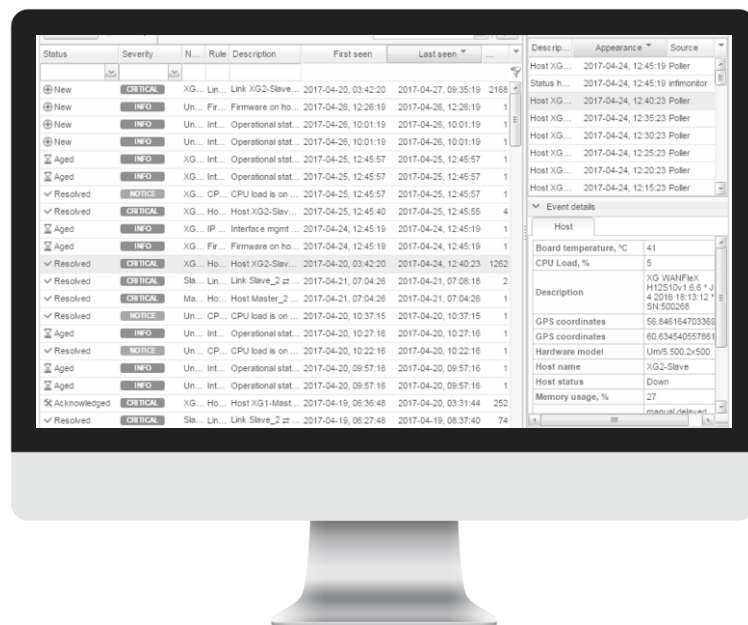 Status Severity N... Rule Description First seen Last seen ...
New CRITICAL XG... Lin... Link XG2-Slave... 2017-04-20, 03:42:20 2017-04-27, 09:35:19 2168
New INFO Un... Fir... Firmware on ho... 2017-04-26, 12:26:19 2017-04-26, 12:26:19 1
New INFO Un... Int... Operational stat... 2017-04-26, 10:01:19 2017-04-26, 10:01:19 1
New INFO Un... Int... Operational stat... 2017-04-26, 10:01:19 2017-04-26, 10:01:19 1
Aged INFO XG... Int... Operational stat... 2017-04-25, 12:45:57 2017-04-25, 12:45:57 1
Aged INFO XG... Int... Operational stat... 2017-04-25, 12:45:57 2017-04-25, 12:45:57 1
Resolved NOTICE XG... CP... CPU load is on ... 2017-04-25, 12:45:57 2017-04-25, 12:45:57 1
Resolved CRITICAL XG... Ho... Host XG2-Slav... 2017-04-25, 12:45:40 2017-04-25, 12:45:55 4
Aged INFO XG... IP ... Interface mgmt ... 2017-04-24, 12:45:19 2017-04-24, 12:45:19 1
Aged INFO XG... Fir... Firmware on ho... 2017-04-24, 12:45:19 2017-04-24, 12:45:19 1
Resolved CRITICAL XG... Ho... Host XG2-Slav... 2017-04-20, 03:42:20 2017-04-24, 12:40:23 1262
Resolved CRITICAL Sla... Lin... Link Slave_2 ⇄ ... 2017-04-21, 07:04:26 2017-04-21, 07:08:18 2
Resolved CRITICAL Ma... Ho... Host Master_2 ... 2017-04-21, 07:04:26 2017-04-21, 07:04:26 1
Resolved NOTICE Un... CP... CPU load is on ... 2017-04-20, 10:37:15 2017-04-20, 10:37:15 1
Aged INFO Un... Int... Operational stat... 2017-04-20, 10:27:16 2017-04-20, 10:27:16 1
Resolved NOTICE Un... CP... CPU load is on ... 2017-04-20, 10:22:16 2017-04-20, 10:22:16 1
Aged INFO Un... Int... Operational stat... 2017-04-20, 09:57:16 2017-04-20, 09:57:16 1
Aged INFO Un... Int... Operational stat... 2017-04-20, 09:57:16 2017-04-20, 09:57:16 1
Acknowledged CRITICAL XG... Ho... Host XG1-Mast... 2017-04-19, 06:36:48 2017-04-20, 03:31:44 252
Resolved CRITICAL Sla... Lin... Link Slave_2 ⇄ ... 2017-04-19, 06:27:48 2017-04-19, 08:37:40 74
Descrip... Appearance Source
Host XG... 2017-04-24, 12:45:19 Poller
Status h... 2017-04-24, 12:45:19 infimonitor
Host XG... 2017-04-24, 12:40:23 Poller
Host XG... 2017-04-24, 12:35:23 Poller
Host XG... 2017-04-24, 12:30:23 Poller
Host XG... 2017-04-24, 12:25:23 Poller
Host XG... 2017-04-24, 12:20:23 Poller
Host XG... 2017-04-24, 12:15:23 Poller
Event details
Host
Board temperature, °C 41
CPU Load, % 5
Description XG WANFleX
H12S10v1.6.6 * J
4 2016 18:13:12 *
SN:500268
GPS coordinates 56.846164703369
GPS coordinates 60.634540557861
Hardware model Um/5.500.2x500
Host name XG2-Slave
Host status Down
Memory usage, % 27
manual delayed